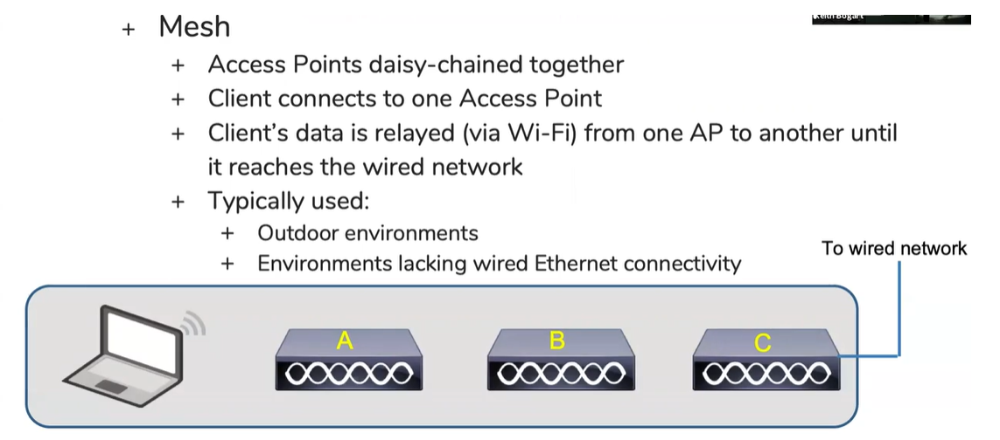 Keith Bogart
+ Mesh
+ Access Points daisy-chained together
+ Client connects to one Access Point
+ Client's data is relayed (via Wi-Fi) from one AP to another until
it reaches the wired network
+ Typically used:
+ Outdoor environments
+ Environments lacking wired Ethernet connectivity
To wired network
A
B
C